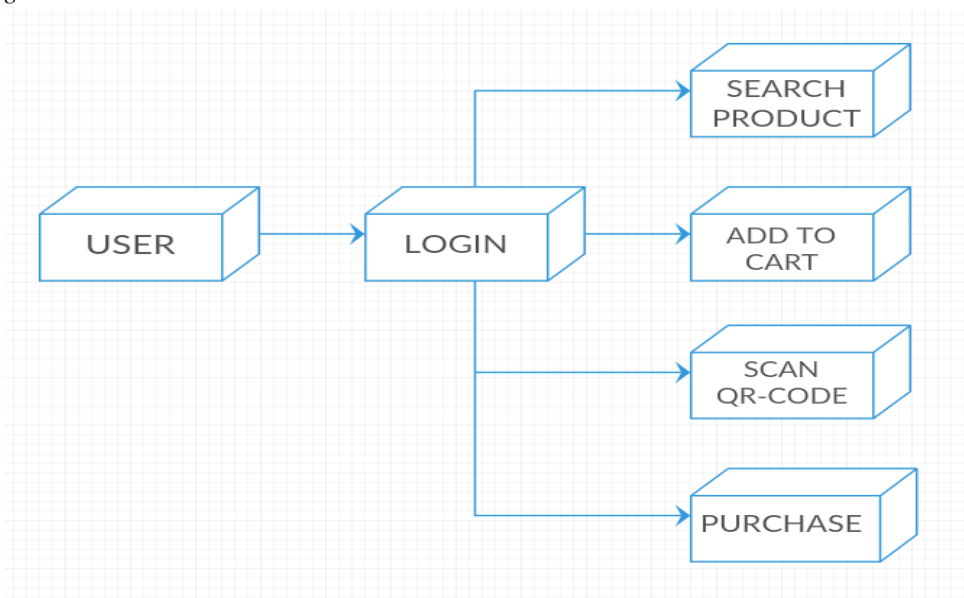 SEARCH
PRODUCT
USER
LOGIN
ADD TO
CART
SCAN
QR-CODE
PURCHASE